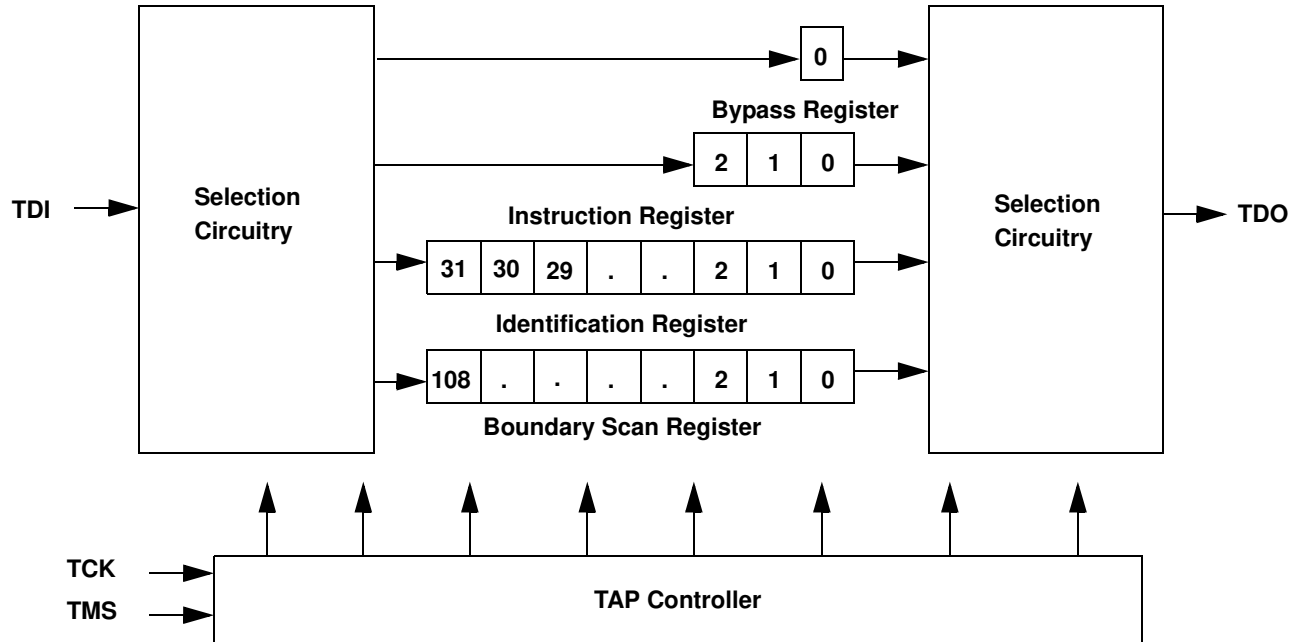 0
Bypass Register
2 1 0
Selection
Circuitry
TDI
Selection
Circuitry
TDO
Instruction Register
31 30 29 . . 2 1 0
Identification Register
108 . . . . 2 1 0
Boundary Scan Register
TCK
TMS
TAP Controller